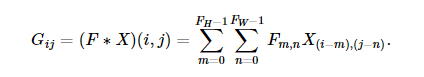 G_{ij} = (F * X)(i, j) = \sum_{m=0}^{F_H-1} \sum_{n=0}^{F_W-1} F_{m,n} X_{(i-m),(j-n)}.